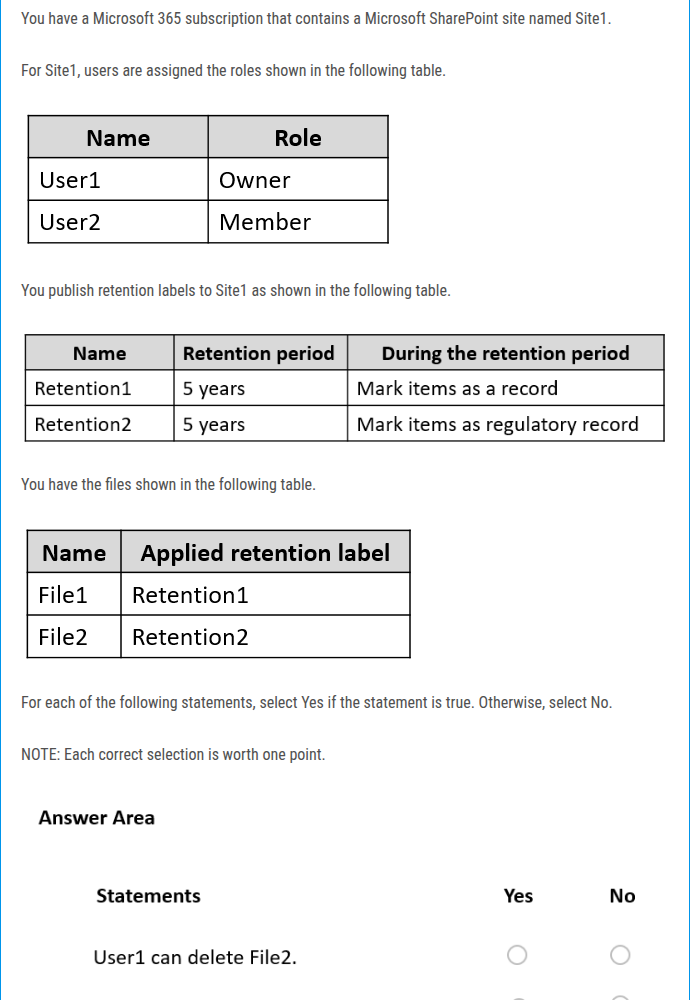 You have a Microsoft 365 subscription that contains a Microsoft SharePoint site named Site1.
For Site1, users are assigned the roles shown in the following table.
Name Role
User1 Owner
User2 Member
You publish retention labels to Site1 as shown in the following table.
Name Retention period During the retention period
Retention1 5 years Mark items as a record
Retention2 5 years Mark items as regulatory record
You have the files shown in the following table.
Name Applied retention label
File1 Retention1
File2 Retention2
For each of the following statements, select Yes if the statement is true. Otherwise, select No.
NOTE: Each correct selection is worth one point.
Answer Area
Statements Yes No
User1 can delete File2.